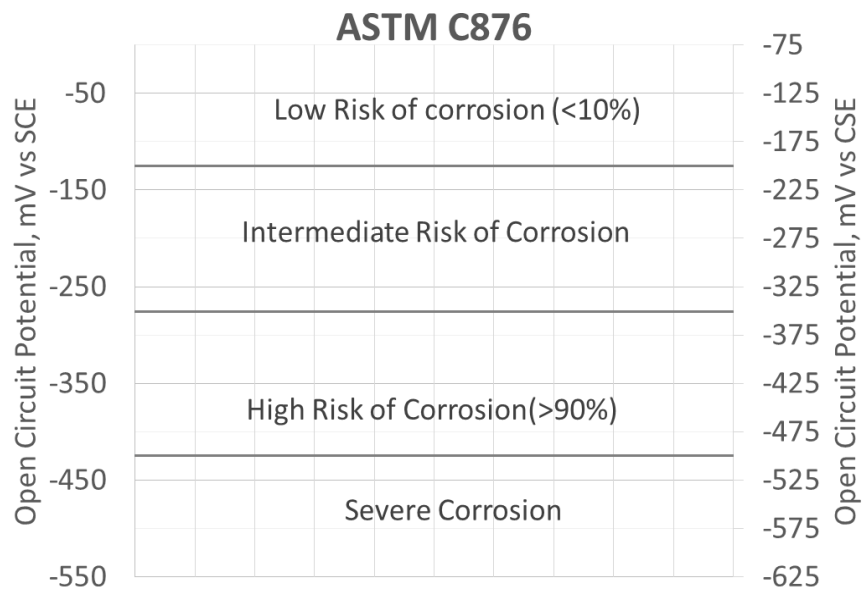 ASTM C876
Open Circuit Potential, mV vs SCE
-50
-150
-250
-350
-450
-550
Low Risk of corrosion (<10%)
Intermediate Risk of Corrosion
High Risk of Corrosion(>90%)
Severe Corrosion
-75
-125
-175
-225
-275
-325
-375
-425
-475
-525
-575
-625
Open Circuit Potential, mV vs CSE